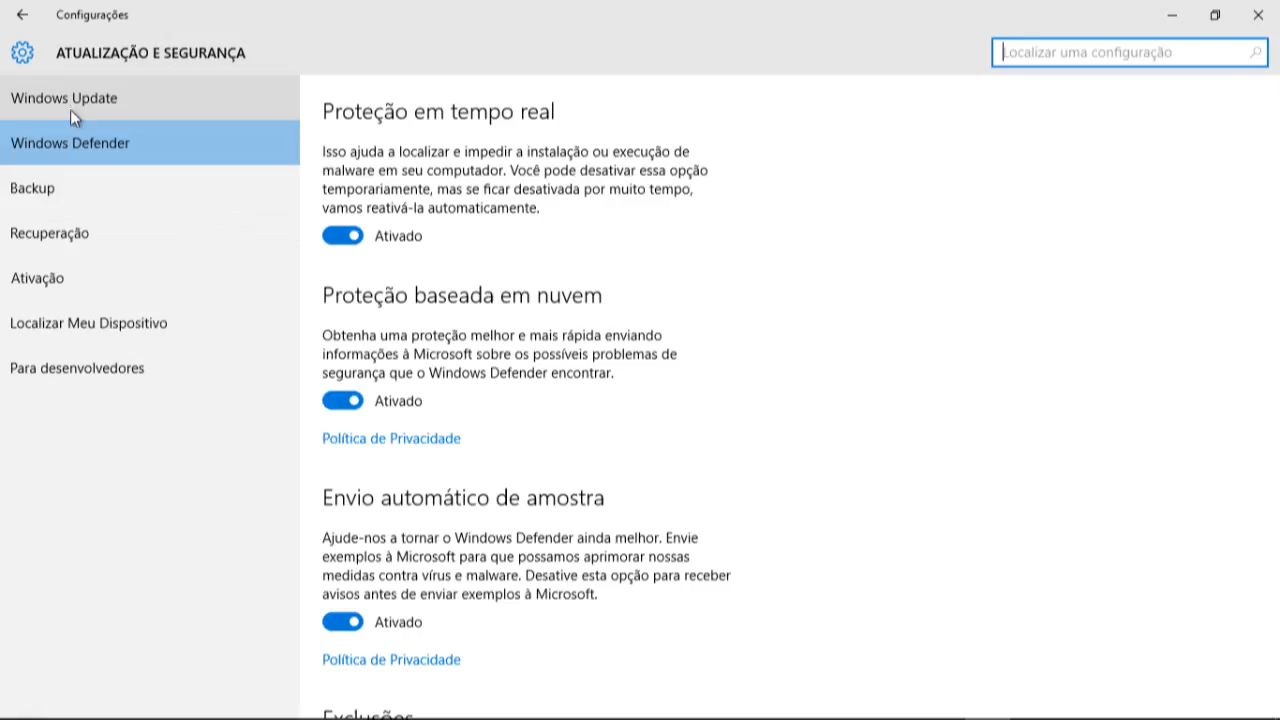 Configurações
ATUALIZAÇÃO E SEGURANÇA
Localizar uma configuração
Windows Update
Windows Defender
Backup
Recuperação
Ativação
Localizar Meu Dispositivo
Para desenvolvedores
Proteção em tempo real
Isso ajuda a localizar e impedir a instalação ou execução de
malware em seu computador. Você pode desativar essa opção
temporariamente, mas se ficar desativada por muito tempo,
vamos reativá-la automaticamente.
Ativado
Proteção baseada em nuvem
Obtenha uma proteção melhor e mais rápida enviando
informações à Microsoft sobre os possíveis problemas de
segurança que o Windows Defender encontrar.
Ativado
Política de Privacidade
Envio automático de amostra
Ajude-nos a tornar o Windows Defender ainda melhor. Envie
exemplos à Microsoft para que possamos aprimorar nossas
medidas contra vírus e malware. Desative esta opção para receber
avisos antes de enviar exemplos à Microsoft.
Ativado
Política de Privacidade
Exclusões